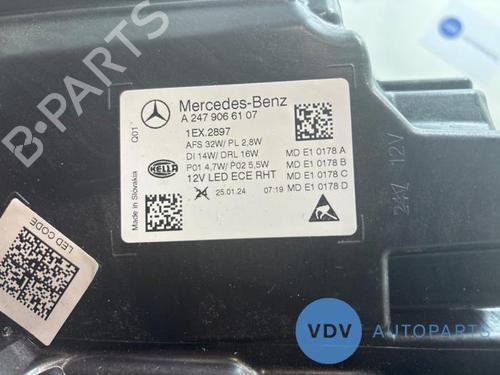 B-PARTS
Mercedes-Benz
A 247 906 61 07
Q01
1EX.2897
AFS 32W/ PL 2,8W
DI 14W/ DRL 16W MD E1 0178 A
P01 4,7W/ P02 5,5W MD E1 0178 B
HELLA 12V LED ECE RHT MD E1 0178 C
Made in Slovakia 24 25.01.24 07:19 MD E1 0178 D
LED CODE
24V 12V
VDV AUTOPARTS